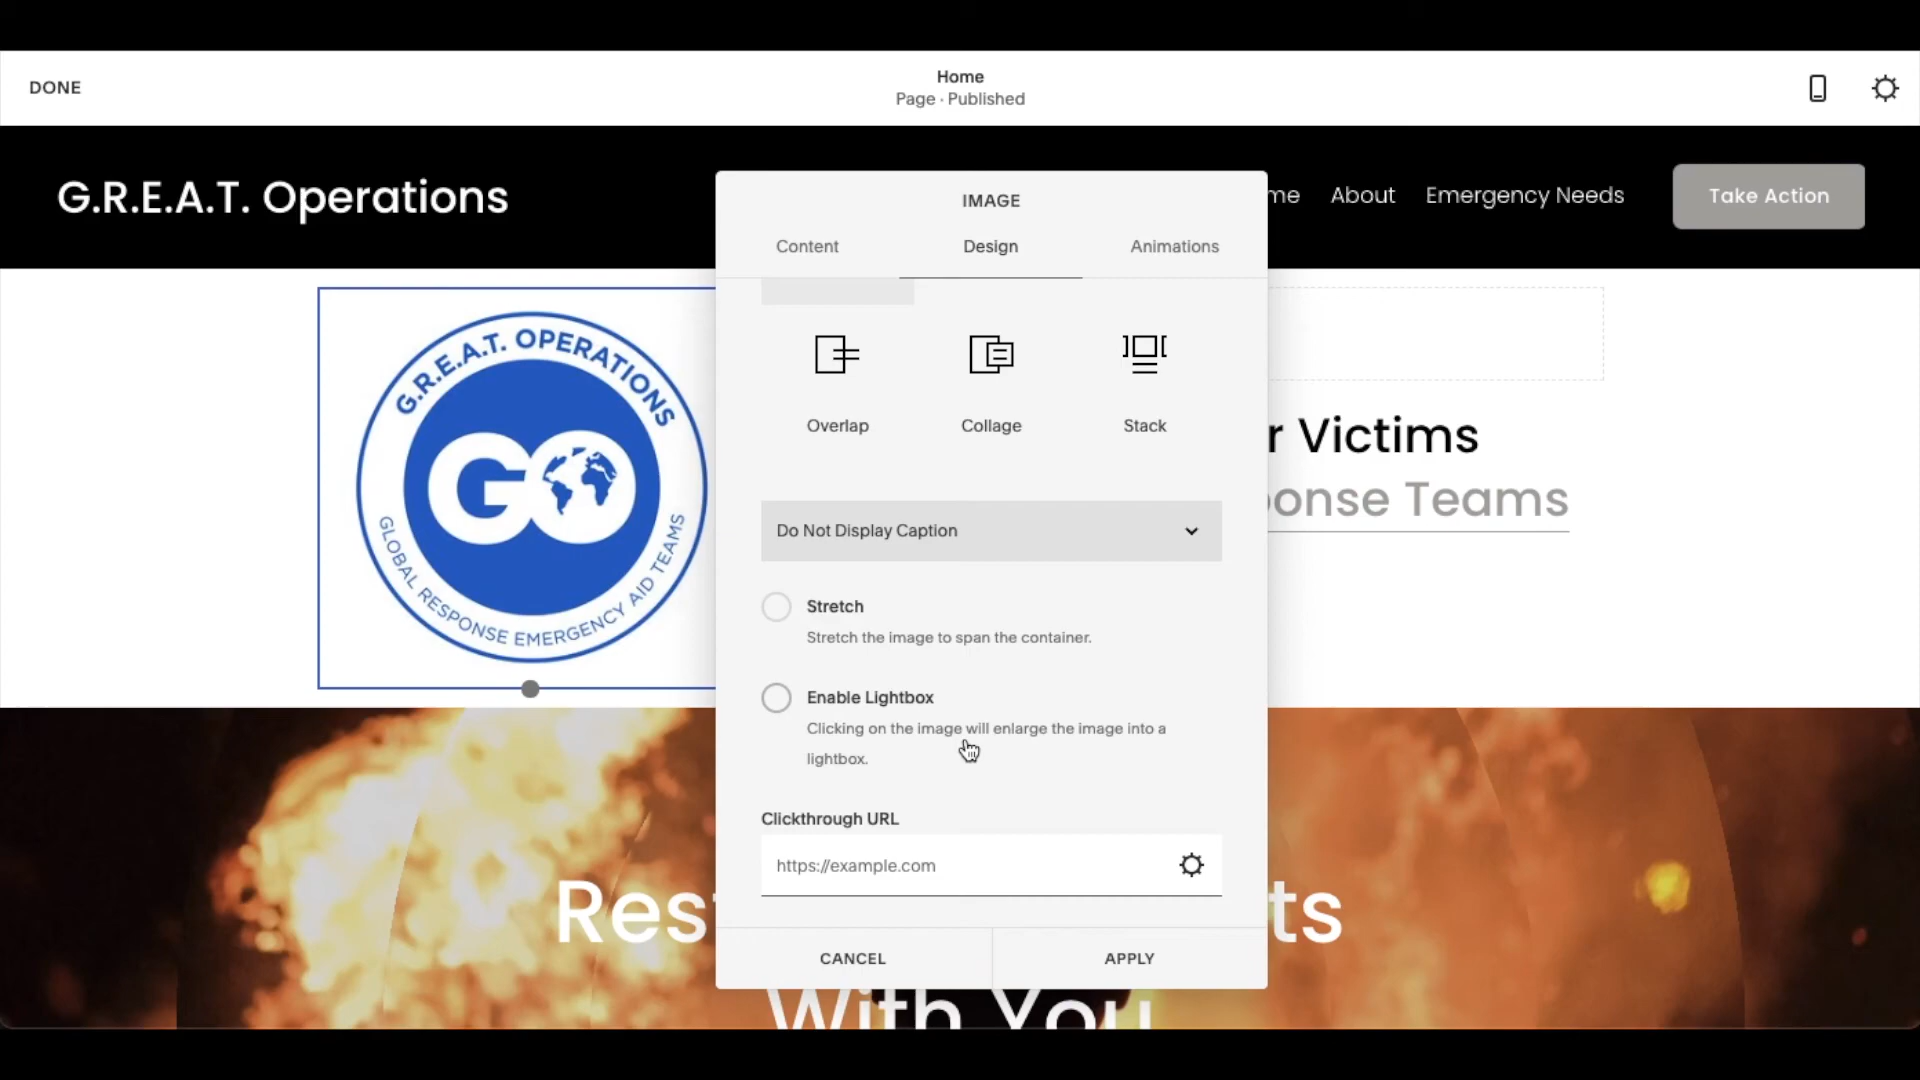 DONE
Home
Page · Published
G.R.E.A.T. Operations
me
About
Emergency Needs
Take Action
IMAGE
Content
Design
Animations
G.R.E.A.T. OPERATIONS
GO
GLOBAL RESPONSE EMERGENCY AID TEAMS
Overlap
Collage
Stack
r Victims
ponse Teams
Do Not Display Caption
Stretch
Stretch the image to span the container.
Enable Lightbox
Clicking on the image will enlarge the image into a
lightbox.
Clickthrough URL
https://example.com
Res
ts
CANCEL
APPLY
With You